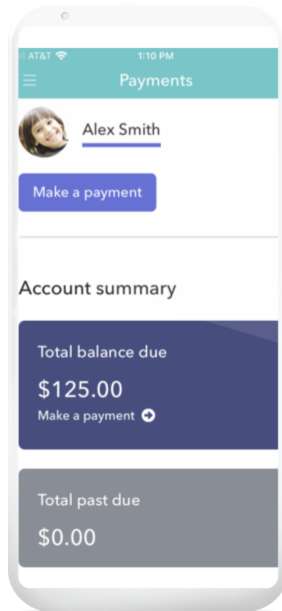 AT&T
1:10 PM
Payments
Alex Smith
Make a payment
Account summary
Total balance due
$125.00
Make a payment
Total past due
$0.00